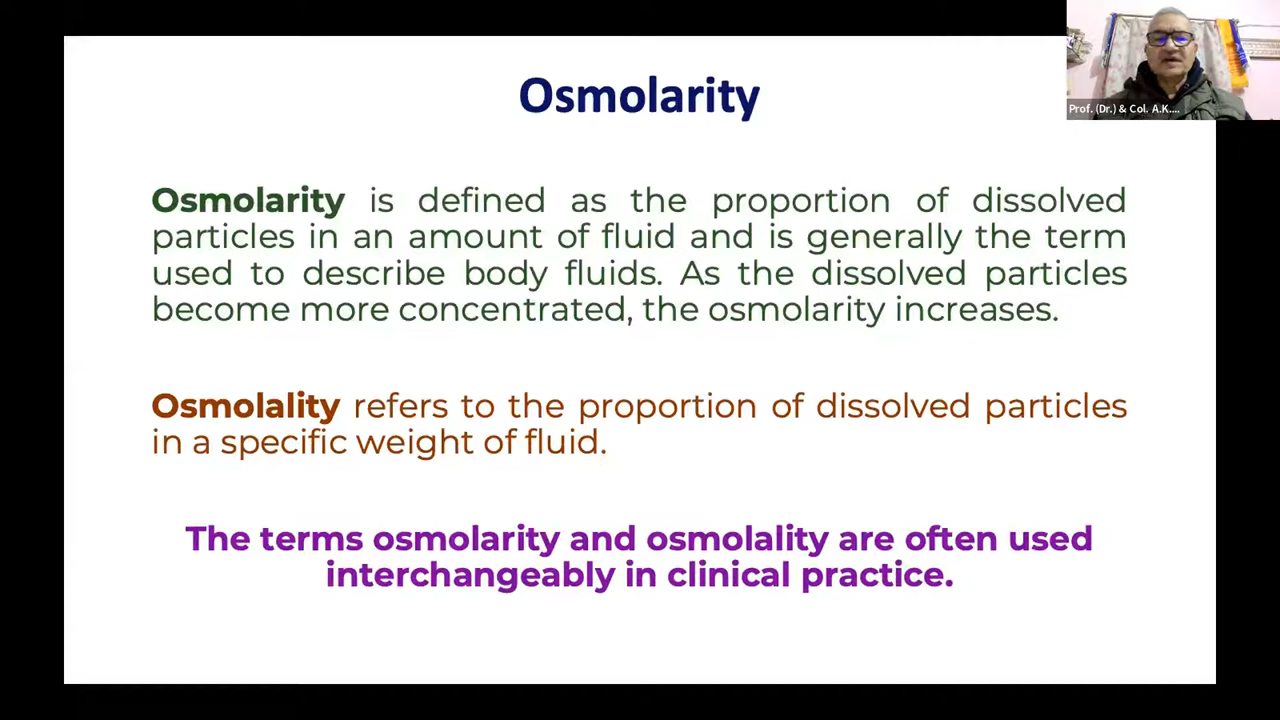 Osmolarity
Prof. (Dr.) & Col. A.K....
Osmolarity is defined as the proportion of dissolved
particles in an amount of fluid and is generally the term
used to describe body fluids. As the dissolved particles
become more concentrated, the osmolarity increases.
Osmolality refers to the proportion of dissolved particles
in a specific weight of fluid.
The terms osmolarity and osmolality are often used
interchangeably in clinical practice.